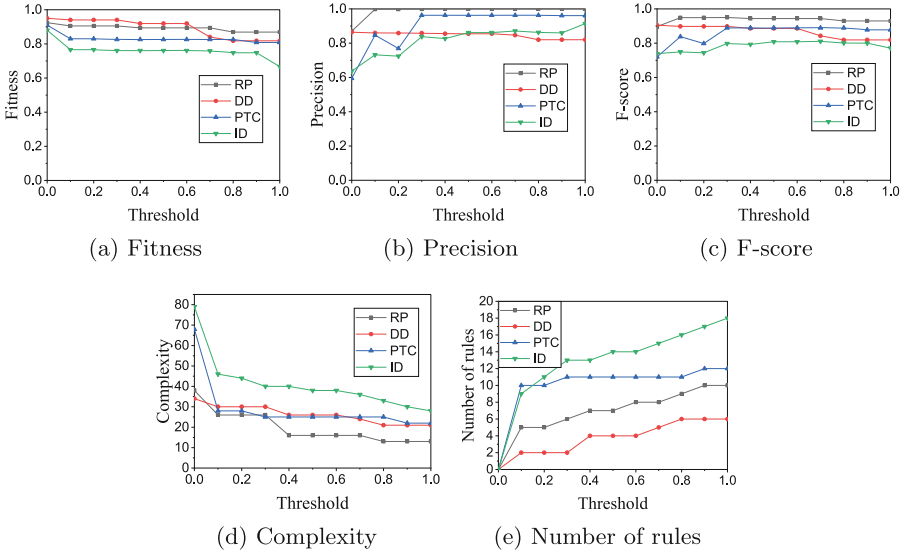 1.0
0.8
0.6
0.4
0.2
0.0
Fitness
RP
DD
PTC
ID
0.0 0.2 0.4 0.6 0.8 1.0
Threshold
(a) Fitness
1.0
0.8
0.6
0.4
0.2
0.0
Precision
RP
DD
PTC
ID
0.0 0.2 0.4 0.6 0.8 1.0
Threshold
(b) Precision
1.0
0.8
0.6
0.4
0.2
0.0
F-score
RP
DD
PTC
ID
0.0 0.2 0.4 0.6 0.8 1.0
Threshold
(c) F-score
80
70
60
50
40
30
20
10
0
Complexity
RP
DD
PTC
ID
0.0 0.2 0.4 0.6 0.8 1.0
Threshold
(d) Complexity
20
18
16
14
12
10
8
6
4
2
0
Number of rules
RP
DD
PTC
ID
0.0 0.2 0.4 0.6 0.8 1.0
Threshold
(e) Number of rules